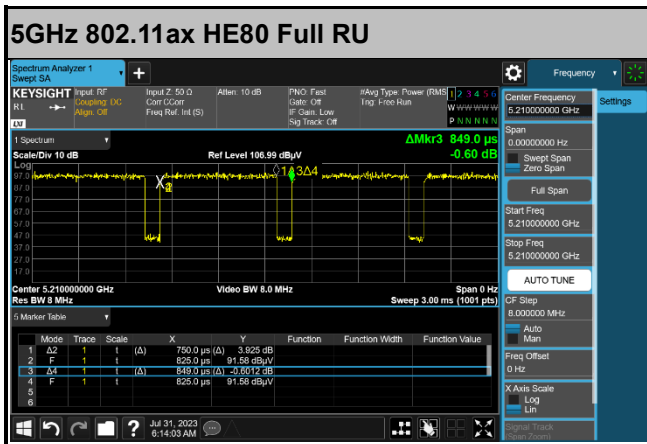 5GHz 802.11ax HE80 Full RU
Spectrum Analyzer 1
Swept SA
+
Frequency
KEYSIGHT
RL
LXI
Input: RF
Coupling: DC
Align: Off
Input Z: 50 Ω
Corr CCorr
Freq Ref: Int (S)
Atten: 10 dB
PNO: Fast
Gate: Off
IF Gain: Low
Sig Track: Off
#Avg Type: Power (RMS
Trig: Free Run
1 2 3 4 5 6
W W W W W W
P N N N N N
Center Frequency
5.210000000 GHz
Settings
Span
0.00000000 Hz
Swept Span
Zero Span
Full Span
Start Freq
5.210000000 GHz
Stop Freq
5.210000000 GHz
AUTO TUNE
CF Step
8.000000 MHz
Auto
Man
Freq Offset
0 Hz
X Axis Scale
Log
Lin
Signal Track
(Span Zoom)
1 Spectrum
Scale/Div 10 dB
Log
Ref Level 106.99 dBµV
ΔMkr3 849.0 µs
-0.60 dB
97.0
87.0
77.0
67.0
57.0
47.0
37.0
27.0
17.0
Center 5.210000000 GHz
Res BW 8 MHz
Video BW 8.0 MHz
Span 0 Hz
Sweep 3.00 ms (1001 pts)
5 Marker Table
Mode Trace Scale X Y Function Function Width Function Value
1 Δ2 1 t (Δ) 750.0 µs (Δ) 3.925 dB
2 F 1 t 825.0 µs 91.58 dBµV
3 Δ4 1 t (Δ) 849.0 µs (Δ) -0.6012 dB
4 F 1 t 825.0 µs 91.58 dBµV
5
6
Jul 31, 2023
6:14:03 AM